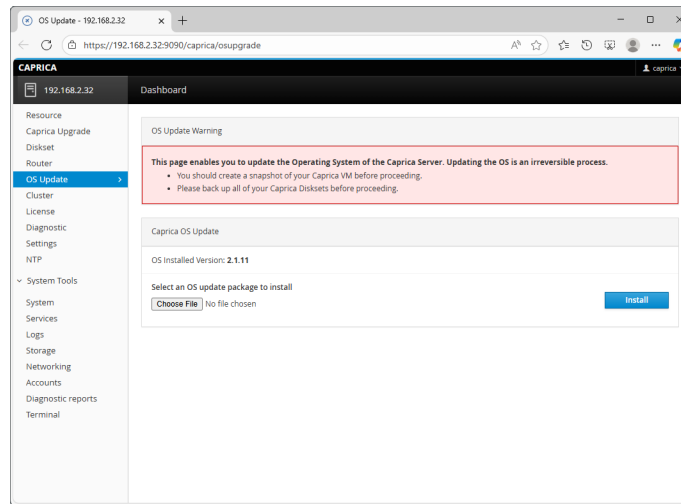 OS Update - 192.168.2.32
https://192.168.2.32:9090/caprica/osupgrade
CAPRICA
caprica
192.168.2.32
Dashboard
Resource
Caprica Upgrade
Diskset
Router
OS Update
Cluster
License
Diagnostic
Settings
NTP
System Tools
System
Services
Logs
Storage
Networking
Accounts
Diagnostic reports
Terminal
OS Update Warning
This page enables you to update the Operating System of the Caprica Server. Updating the OS is an irreversible process.
• You should create a snapshot of your Caprica VM before proceeding.
• Please back up all of your Caprica Disksets before proceeding.
Caprica OS Update
OS Installed Version: 2.1.11
Select an OS update package to install
Choose File No file chosen
Install